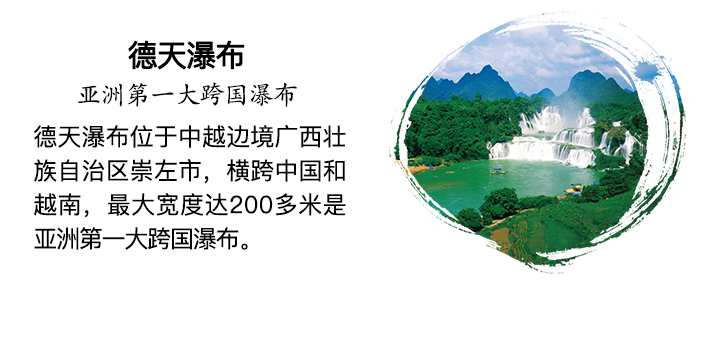 德天瀑布
亚洲第一大跨国瀑布
德天瀑布位于中越边境广西壮
族自治区崇左市，横跨中国和
越南，最大宽度达200多米是
亚洲第一大跨国瀑布。